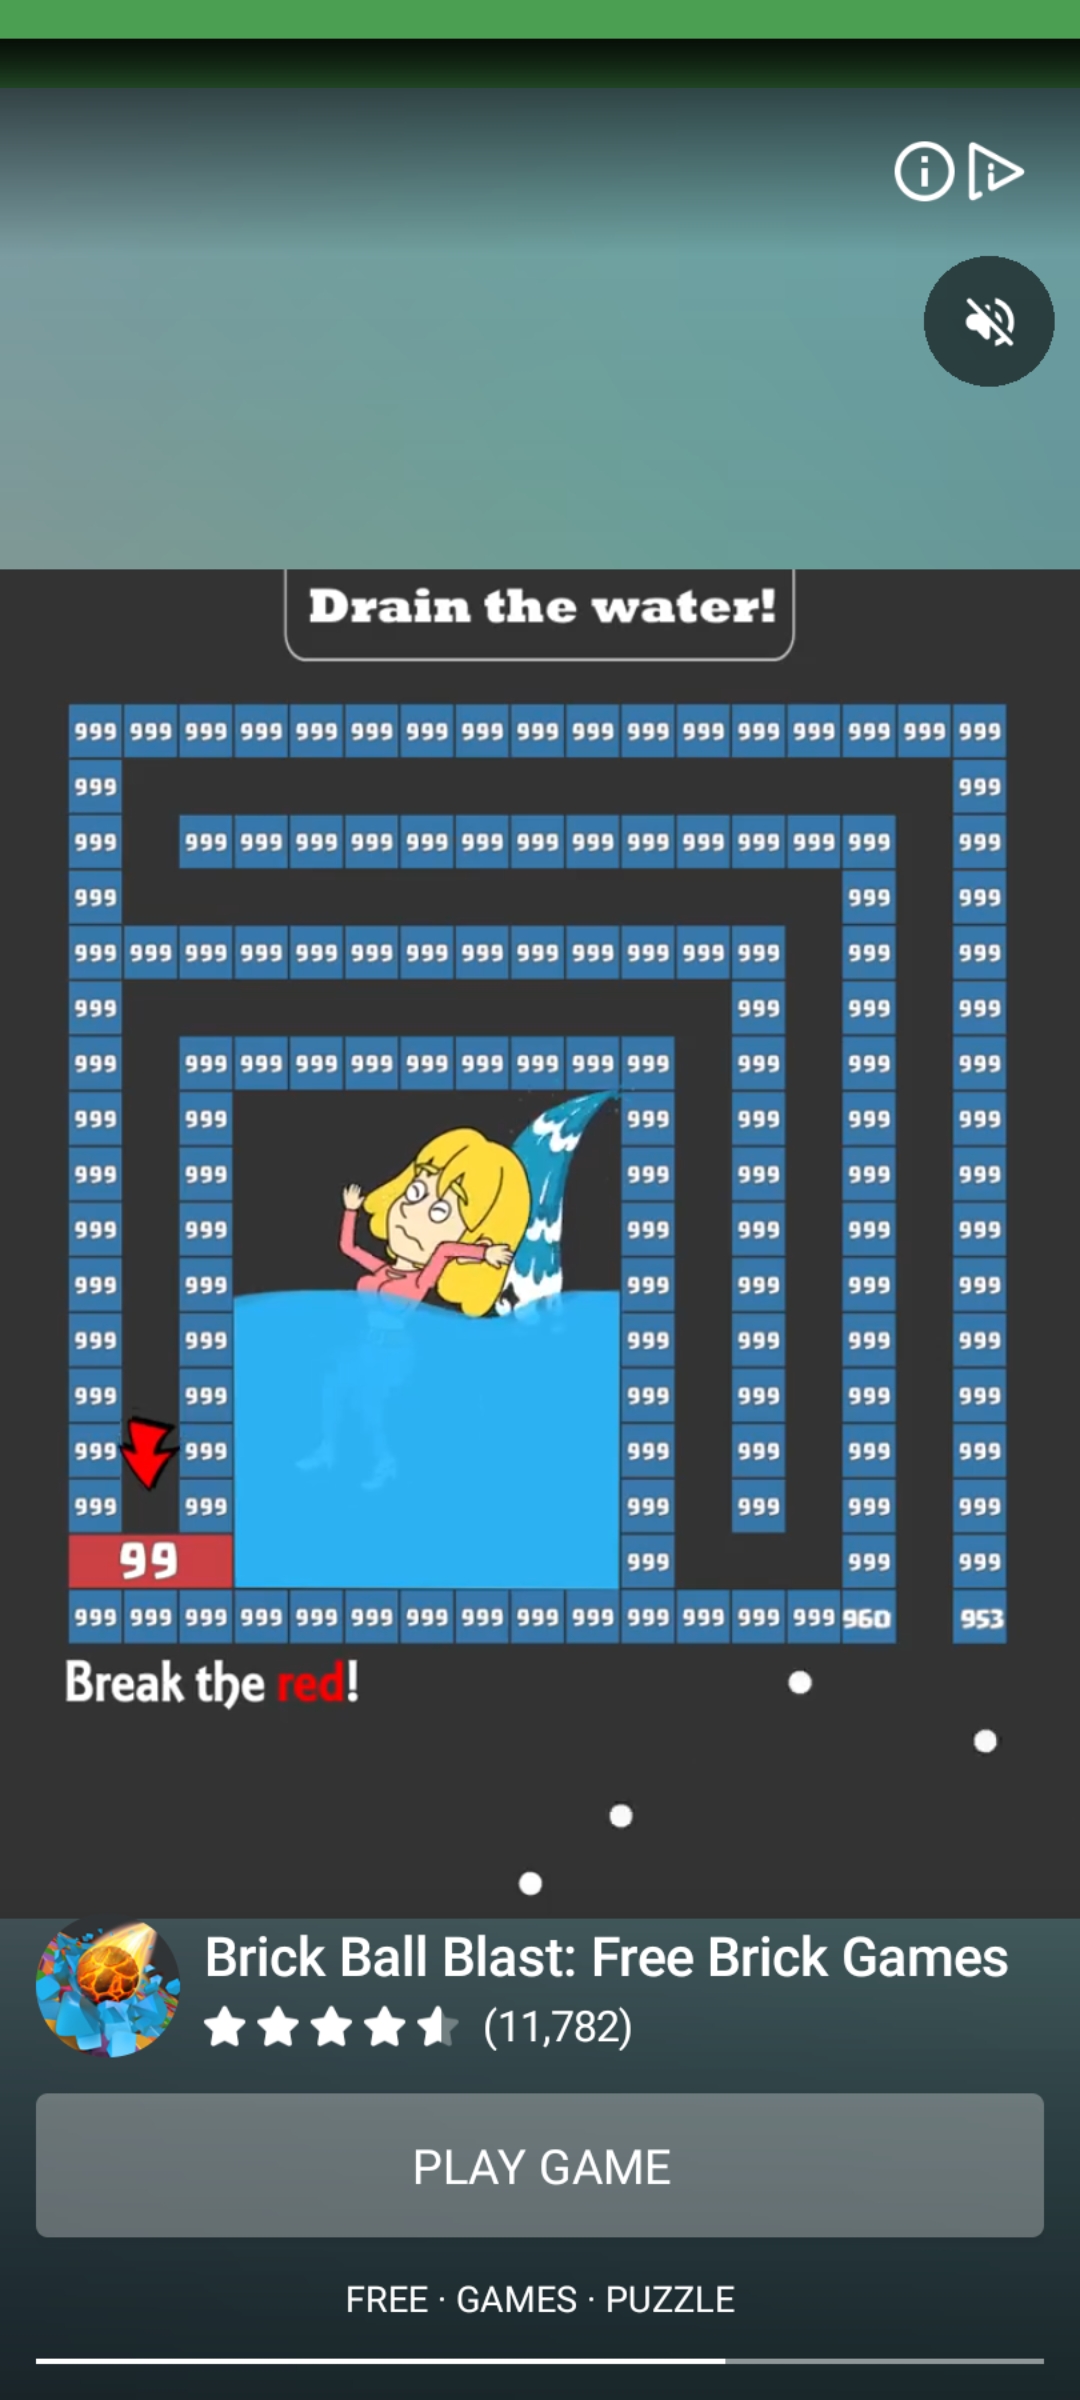 Drain the water!
999 999 999 999 999 999 999 999 999 999 999 999 999 999 999 999 999
999 999
999 999 999 999 999 999 999 999 999 999 999 999 999 999 999
999 999 999
999 999 999 999 999 999 999 999 999 999 999 999 999 999 999
999 999 999 999
999 999 999 999 999 999 999 999 999 999 999 999 999
999 999 999 999 999 999
999 999 999 999 999 999
999 999 999 999 999 999
999 999 999 999 999 999
999 999 999 999 999 999
999 999 999 999 999 999
999 999 999 999 999 999
999 999 999 999 999 999
99 999 999 999
999 999 999 999 999 999 999 999 999 999 999 999 999 999 960 953
Break the red!
Brick Ball Blast: Free Brick Games
(11,782)
PLAY GAME
FREE · GAMES · PUZZLE